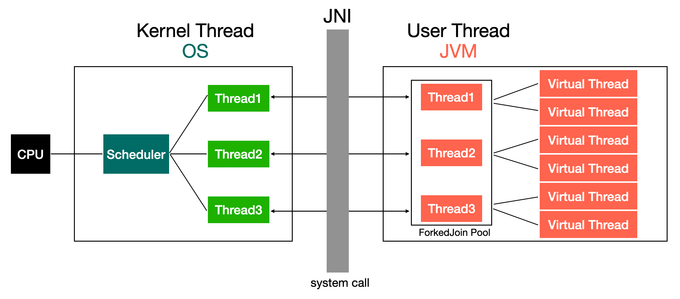 JNI
Kernel Thread
OS
User Thread
JVM
CPU
Scheduler
Thread1
Thread2
Thread3
Thread1
Thread2
Thread3
ForkedJoin Pool
Virtual Thread
Virtual Thread
Virtual Thread
Virtual Thread
Virtual Thread
Virtual Thread
system call